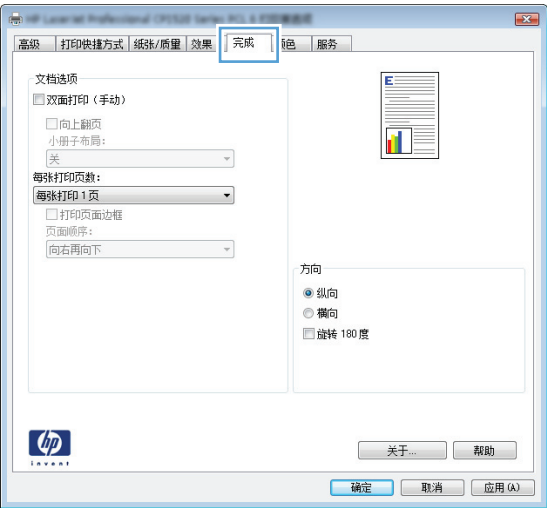 高级 打印快捷方式 纸张/质量 效果 完成 颜色 服务
文档选项
双面打印（手动）
向上翻页
小册子布局：
关
每张打印页数：
每张打印 1 页
打印页面边框
页面顺序：
向右再向下
E
方向
纵向
横向
旋转 180 度
hp
invent
关于... 帮助
确定 取消 应用(A)